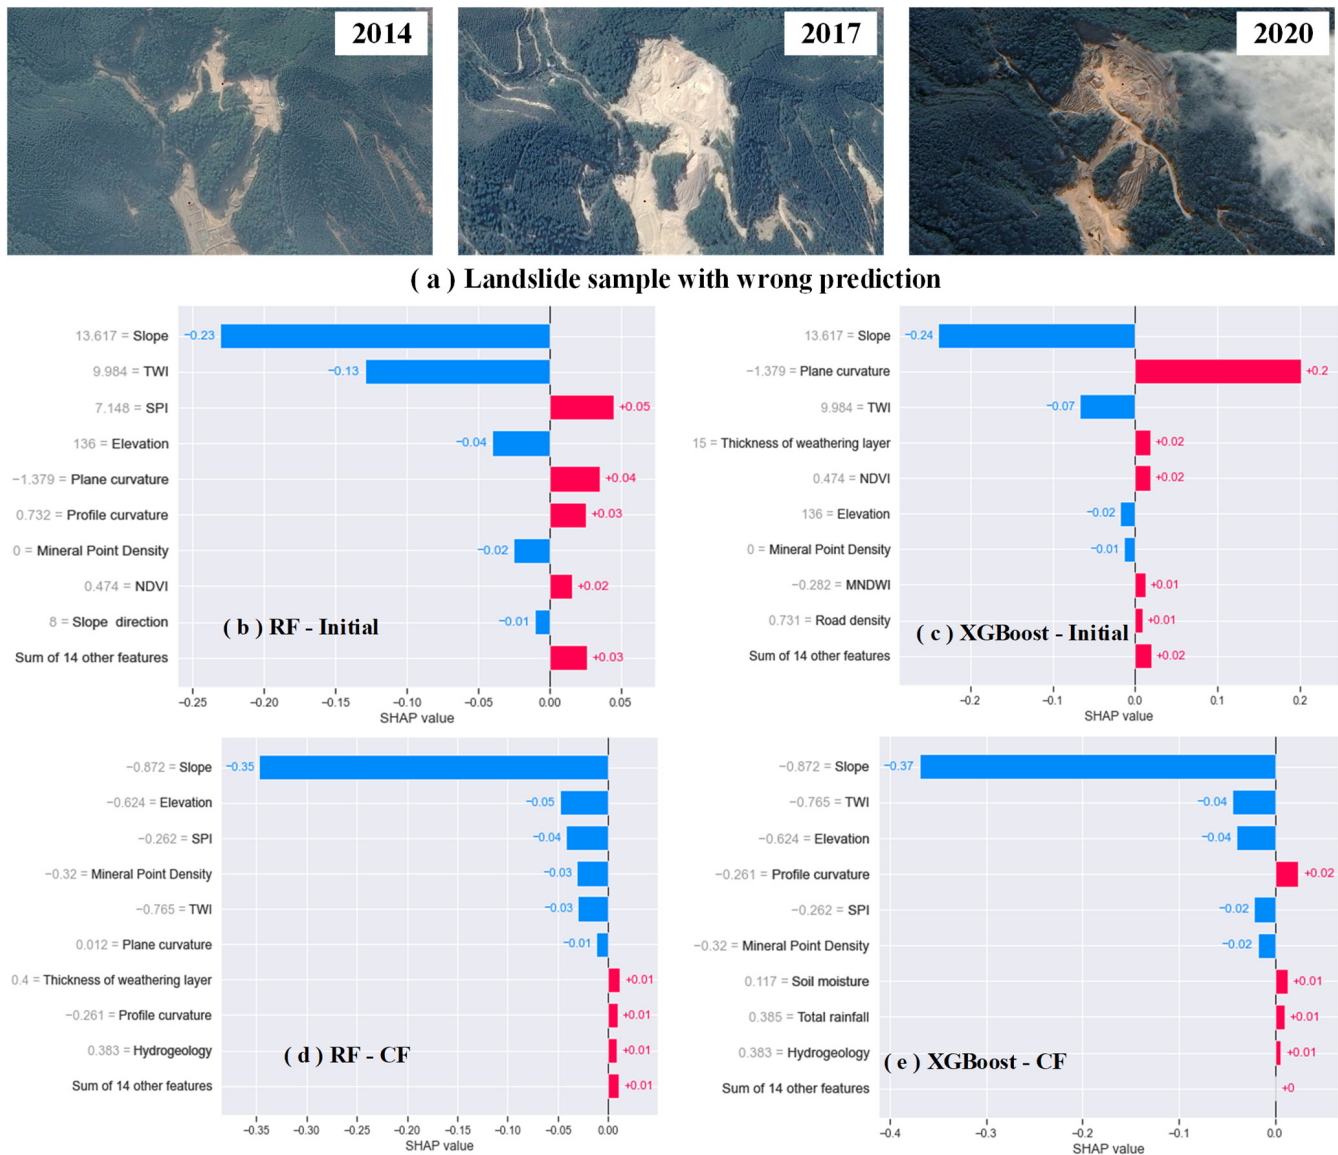 2014
2017
2020
( a ) Landslide sample with wrong prediction
13.617 = Slope
−0.23
9.984 = TWI
−0.13
7.148 = SPI
+0.05
136 = Elevation
−0.04
−1.379 = Plane curvature
+0.04
0.732 = Profile curvature
+0.03
0 = Mineral Point Density
−0.02
0.474 = NDVI
+0.02
8 = Slope direction
−0.01
Sum of 14 other features
+0.03
( b ) RF - Initial
−0.25 −0.20 −0.15 −0.10 −0.05 0.00 0.05
SHAP value
13.617 = Slope
−0.24
−1.379 = Plane curvature
+0.2
9.984 = TWI
−0.07
15 = Thickness of weathering layer
+0.02
0.474 = NDVI
+0.02
136 = Elevation
−0.02
0 = Mineral Point Density
−0.01
−0.282 = MNDWI
+0.01
0.731 = Road density
+0.01
Sum of 14 other features
+0.02
( c ) XGBoost - Initial
−0.2 −0.1 0.0 0.1 0.2
SHAP value
−0.872 = Slope
−0.35
−0.624 = Elevation
−0.05
−0.262 = SPI
−0.04
−0.32 = Mineral Point Density
−0.03
−0.765 = TWI
−0.03
0.012 = Plane curvature
−0.01
0.4 = Thickness of weathering layer
+0.01
−0.261 = Profile curvature
+0.01
0.383 = Hydrogeology
+0.01
Sum of 14 other features
+0.01
( d ) RF - CF
−0.35 −0.30 −0.25 −0.20 −0.15 −0.10 −0.05 0.00
SHAP value
−0.872 = Slope
−0.37
−0.765 = TWI
−0.04
−0.624 = Elevation
−0.04
−0.261 = Profile curvature
+0.02
−0.262 = SPI
−0.02
−0.32 = Mineral Point Density
−0.02
0.117 = Soil moisture
+0.01
0.385 = Total rainfall
+0.01
0.383 = Hydrogeology
+0.01
Sum of 14 other features
+0
( e ) XGBoost - CF
−0.4 −0.3 −0.2 −0.1 0.0
SHAP value